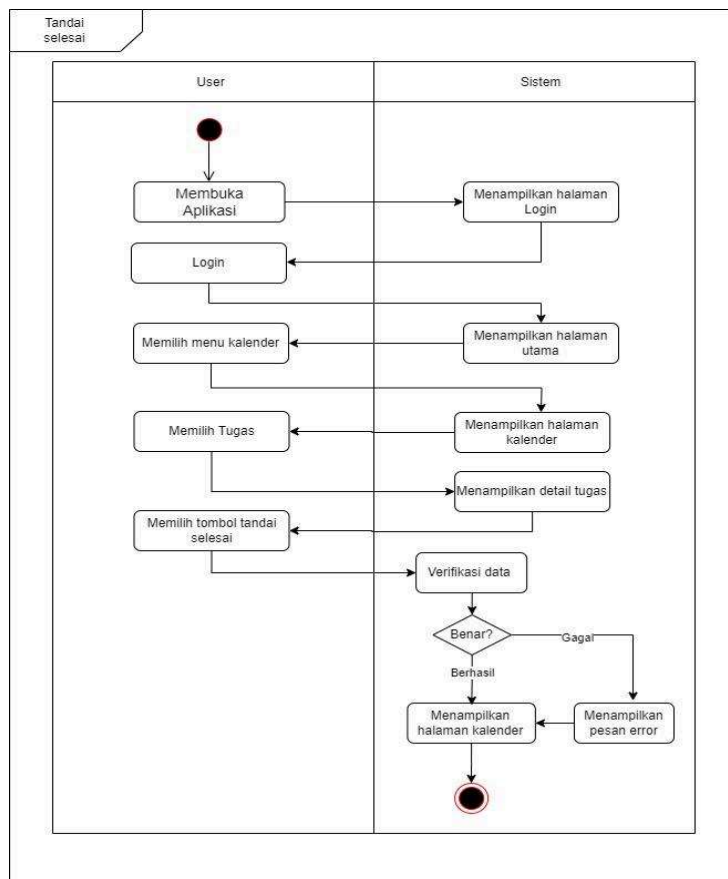 Tandai
selesai
User
Sistem
Membuka
Aplikasi
Menampilkan halaman
Login
Login
Menampilkan halaman
utama
Memilih menu kalender
Menampilkan halaman
kalender
Memilih Tugas
Menampilkan detail tugas
Memilih tombol tandai
selesai
Verifikasi data
Benar?
Gagal
Berhasil
Menampilkan
halaman kalender
Menampilkan
pesan error